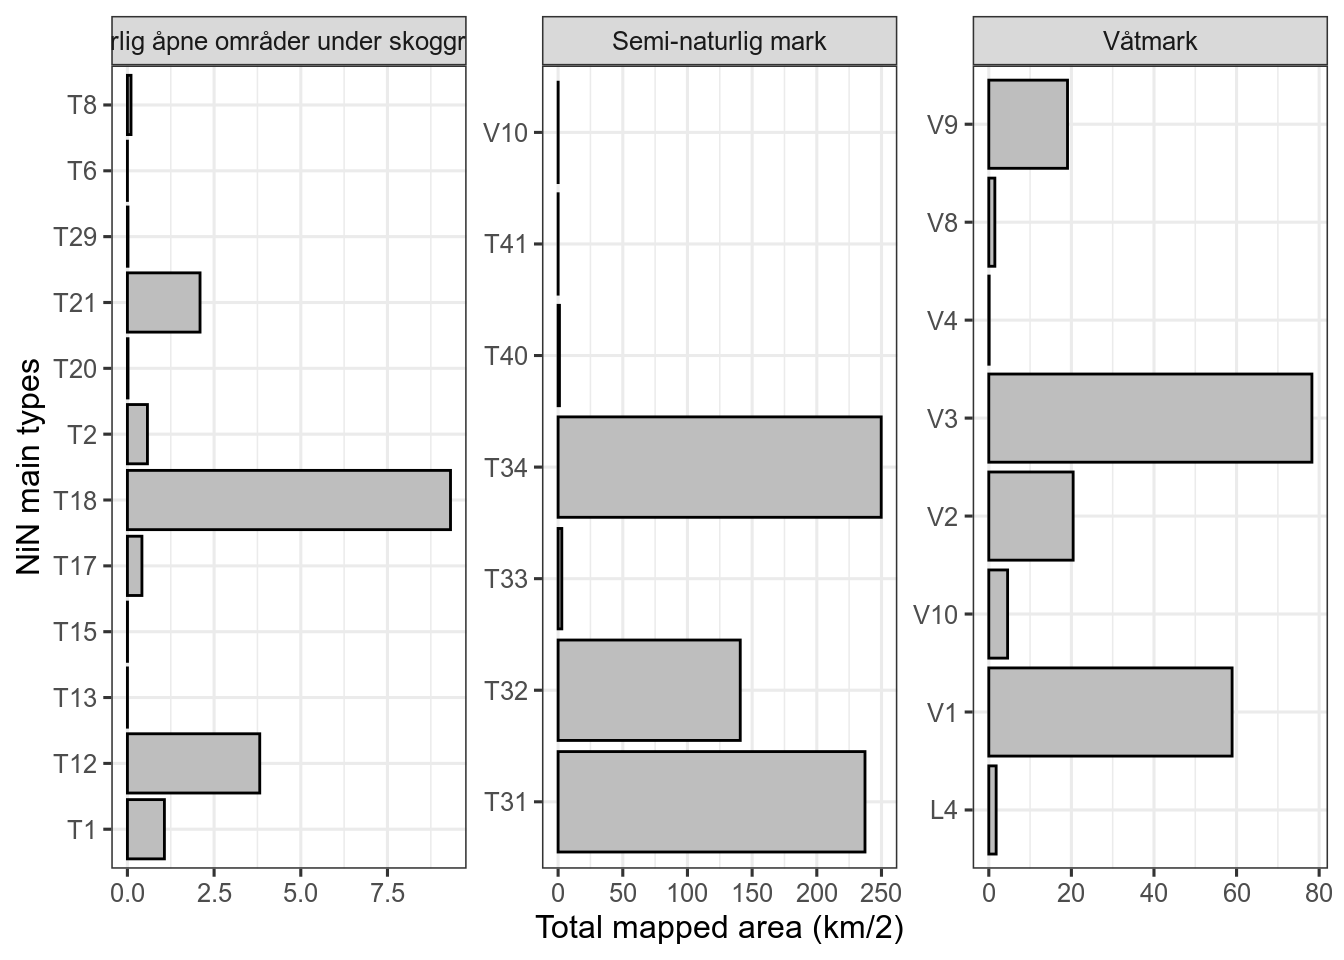 rlig åpne områder under skoggr
Semi-naturlig mark
Våtmark
NiN main types
T8
T6
T29
T21
T20
T2
T18
T17
T15
T13
T12
T1
0.0 2.5 5.0 7.5
V10
T41
T40
T34
T33
T32
T31
0 50 100 150 200 250
V9
V8
V4
V3
V2
V10
V1
L4
0 20 40 60 80
Total mapped area (km/2)